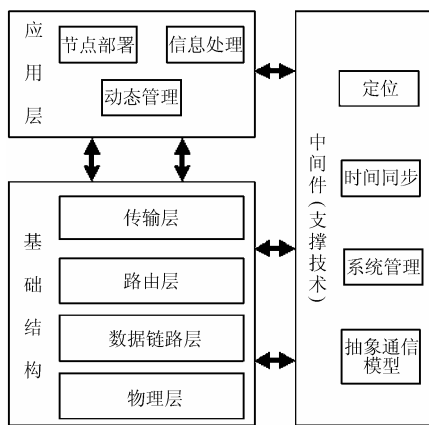 应用层
节点部署
信息处理
动态管理
基础结构
传输层
路由层
数据链路层
物理层
中间件(支撑技术)
定位
时间同步
系统管理
抽象通信
模型